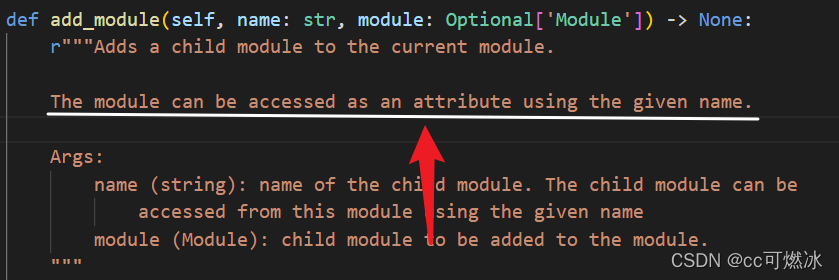 def add_module(self, name: str, module: Optional['Module']) -> None:
r"""Adds a child module to the current module.
The module can be accessed as an attribute using the given name.
Args:
name (string): name of the child module. The child module can be
accessed from this module using the given name
module (Module): child module to be added to the module.
"""
CSDN @cc可燃冰